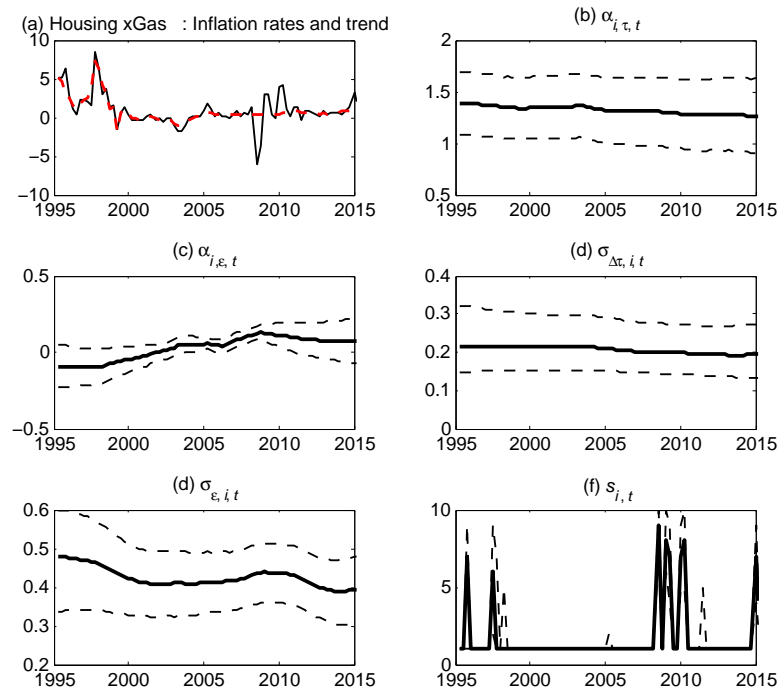 (a) Housing xGas : Inflation rates and trend
10
5
0
−5
−10
1995 2000 2005 2010 2015
(b) α_{i, τ, t}
2
1.5
1
0.5
1995 2000 2005 2010 2015
(c) α_{i,ε, t}
0.5
0
−0.5
1995 2000 2005 2010 2015
(d) σ_{Δτ, i, t}
0.4
0.3
0.2
0.1
0
1995 2000 2005 2010 2015
(d) σ_{ε, i, t}
0.6
0.5
0.4
0.3
0.2
1995 2000 2005 2010 2015
(f) s_{i, t}
10
5
0
1995 2000 2005 2010 2015